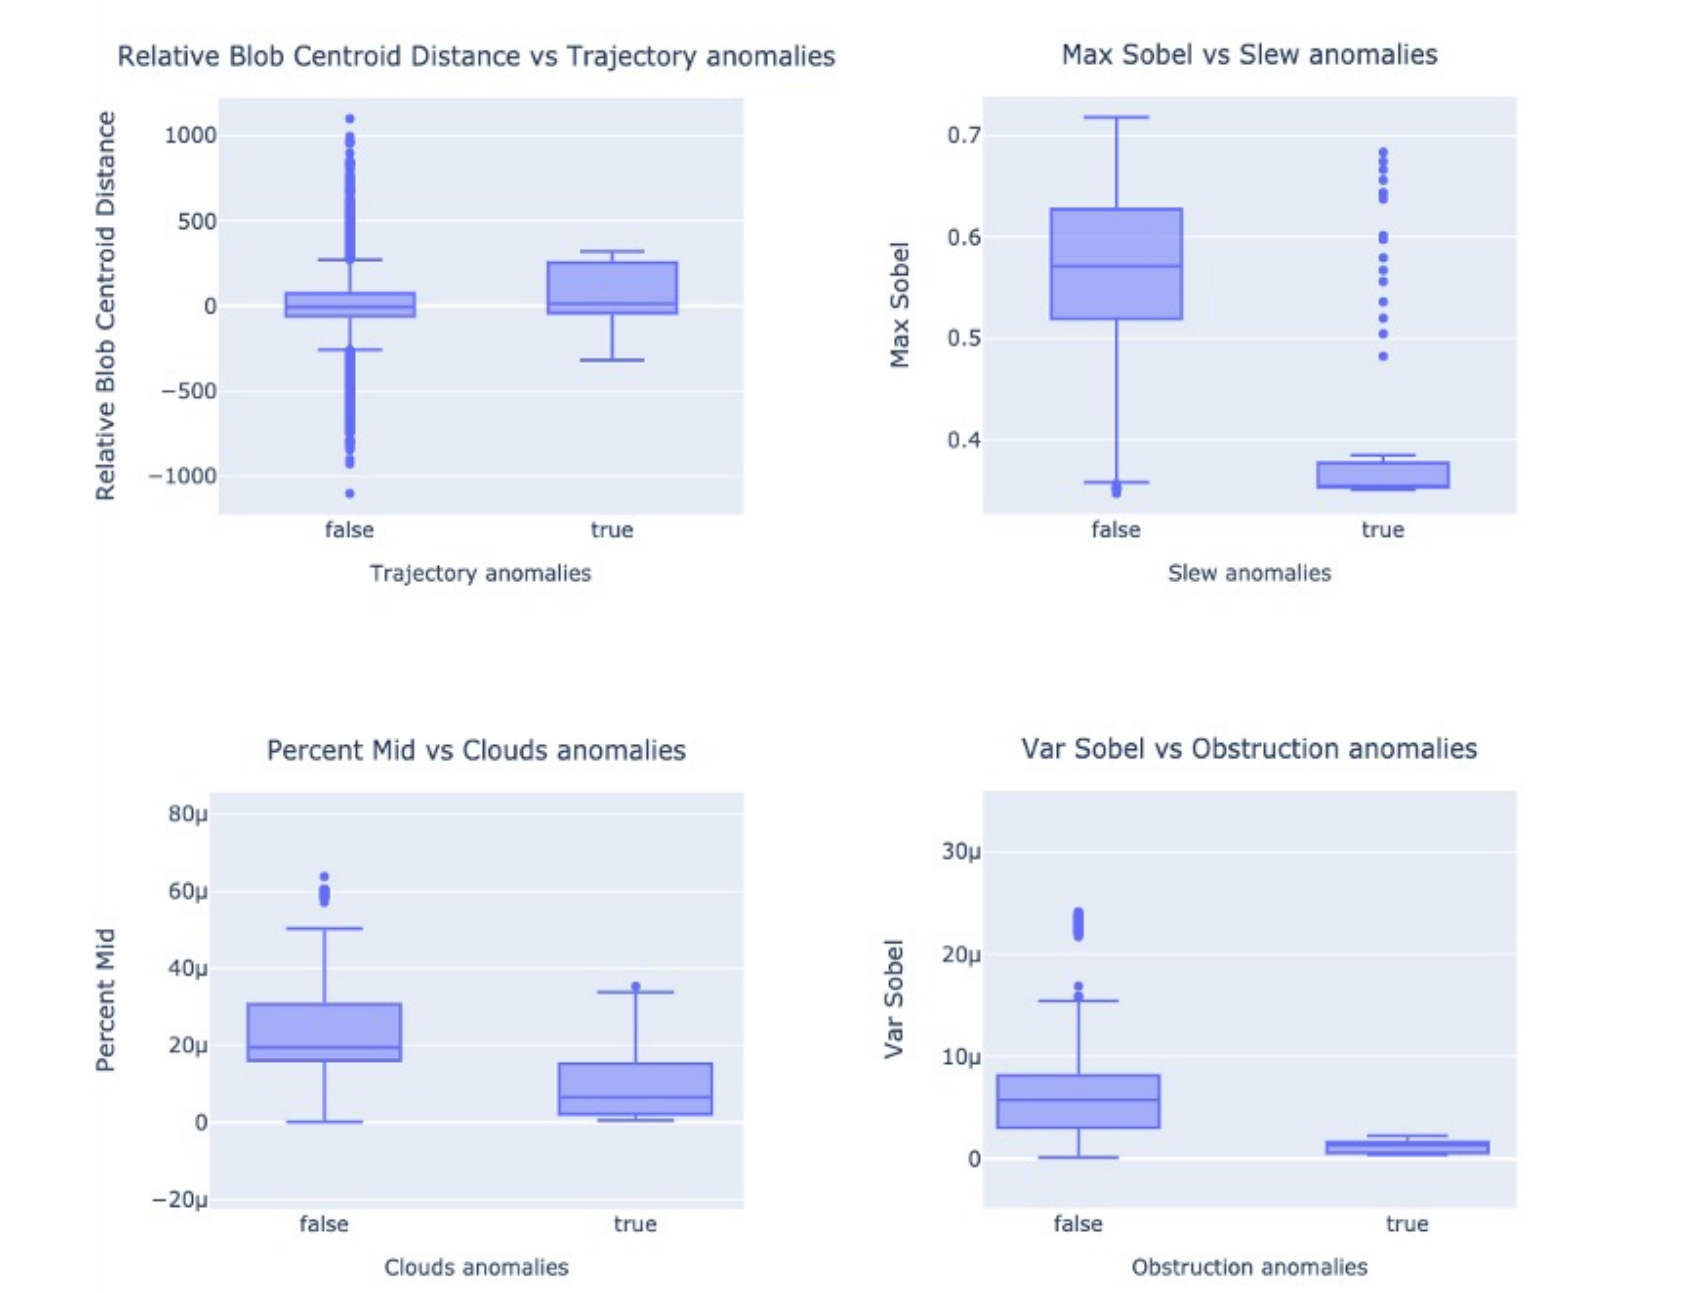 Relative Blob Centroid Distance vs Trajectory anomalies
Relative Blob Centroid Distance
1000
500
0
−500
−1000
false
true
Trajectory anomalies
Max Sobel vs Slew anomalies
Max Sobel
0.7
0.6
0.5
0.4
false
true
Slew anomalies
Percent Mid vs Clouds anomalies
Percent Mid
80μ
60μ
40μ
20μ
0
−20μ
false
true
Clouds anomalies
Var Sobel vs Obstruction anomalies
Var Sobel
30μ
20μ
10μ
0
false
true
Obstruction anomalies